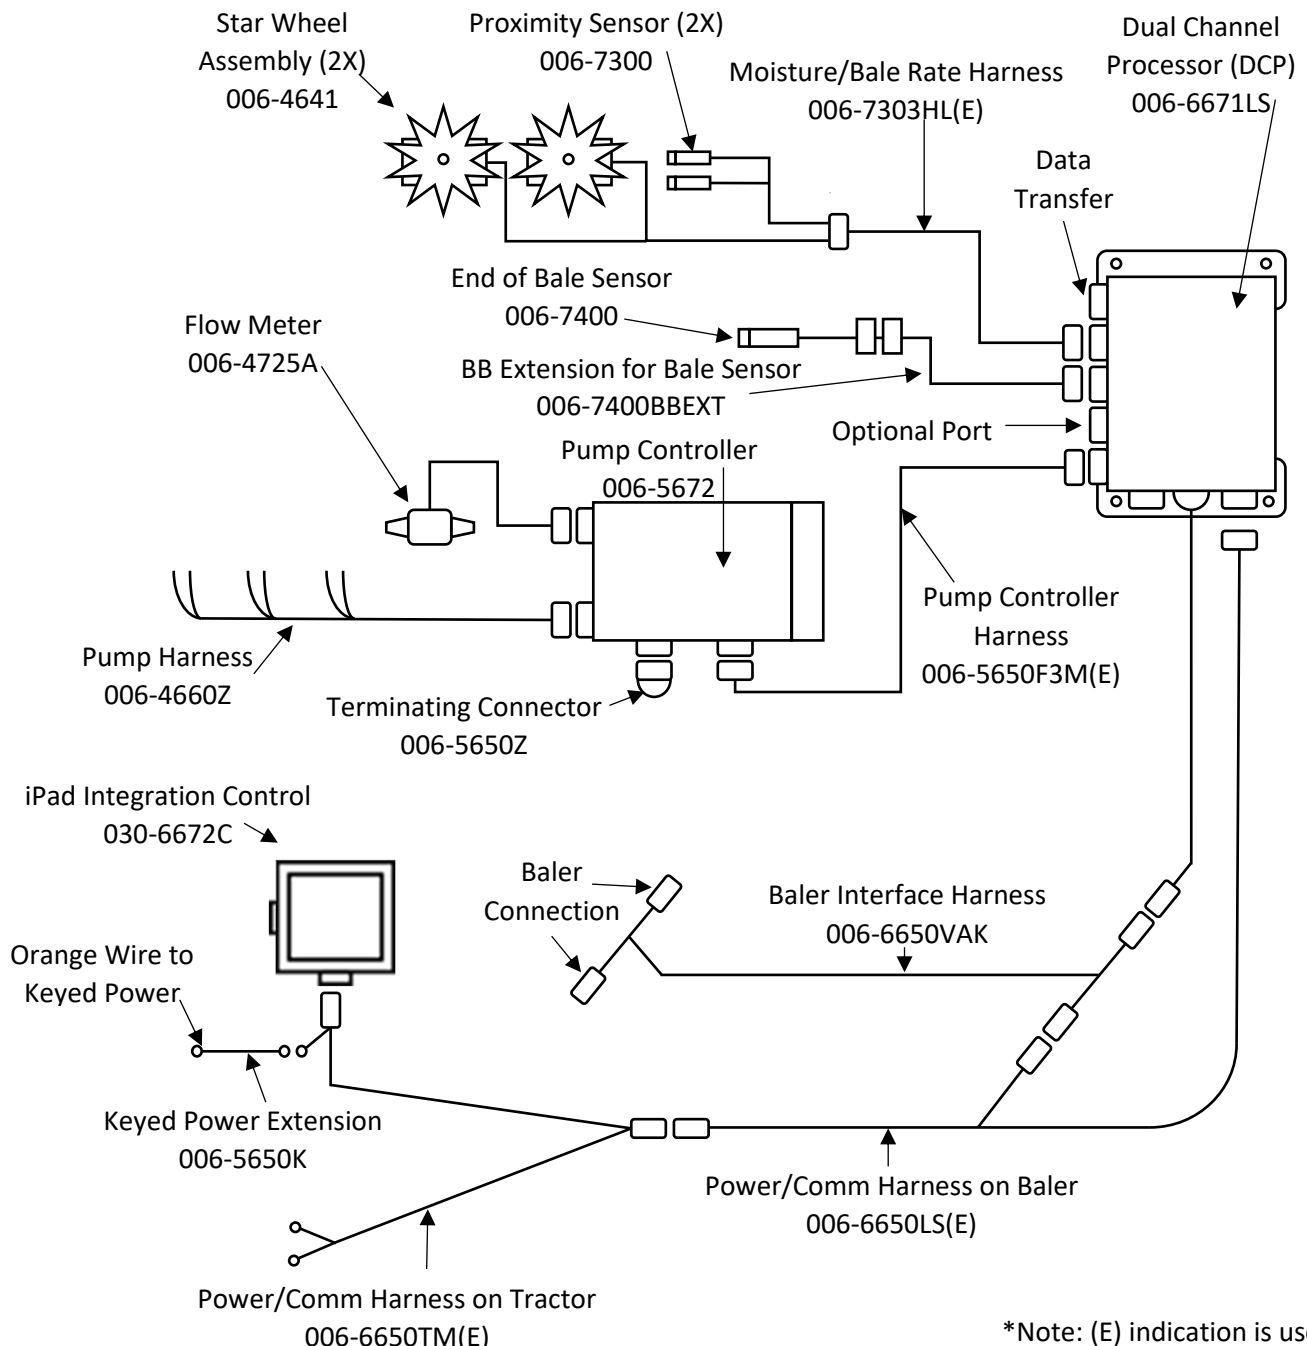 Star Wheel
Assembly (2X)
006-4641
Proximity Sensor (2X)
006-7300
Moisture/Bale Rate Harness
006-7303HL(E)
Dual Channel
Processor (DCP)
006-6671LS
Data
Transfer
End of Bale Sensor
006-7400
Flow Meter
006-4725A
BB Extension for Bale Sensor
006-7400BBEXT
Optional Port
Pump Controller
006-5672
Pump Controller
Harness
006-5650F3M(E)
Pump Harness
006-4660Z
Terminating Connector
006-5650Z
iPad Integration Control
030-6672C
Baler
Connection
Baler Interface Harness
006-6650VAK
Orange Wire to
Keyed Power
Keyed Power Extension
006-5650K
Power/Comm Harness on Baler
006-6650LS(E)
Power/Comm Harness on Tractor
006-6650TM(E)
*Note: (E) indication is us